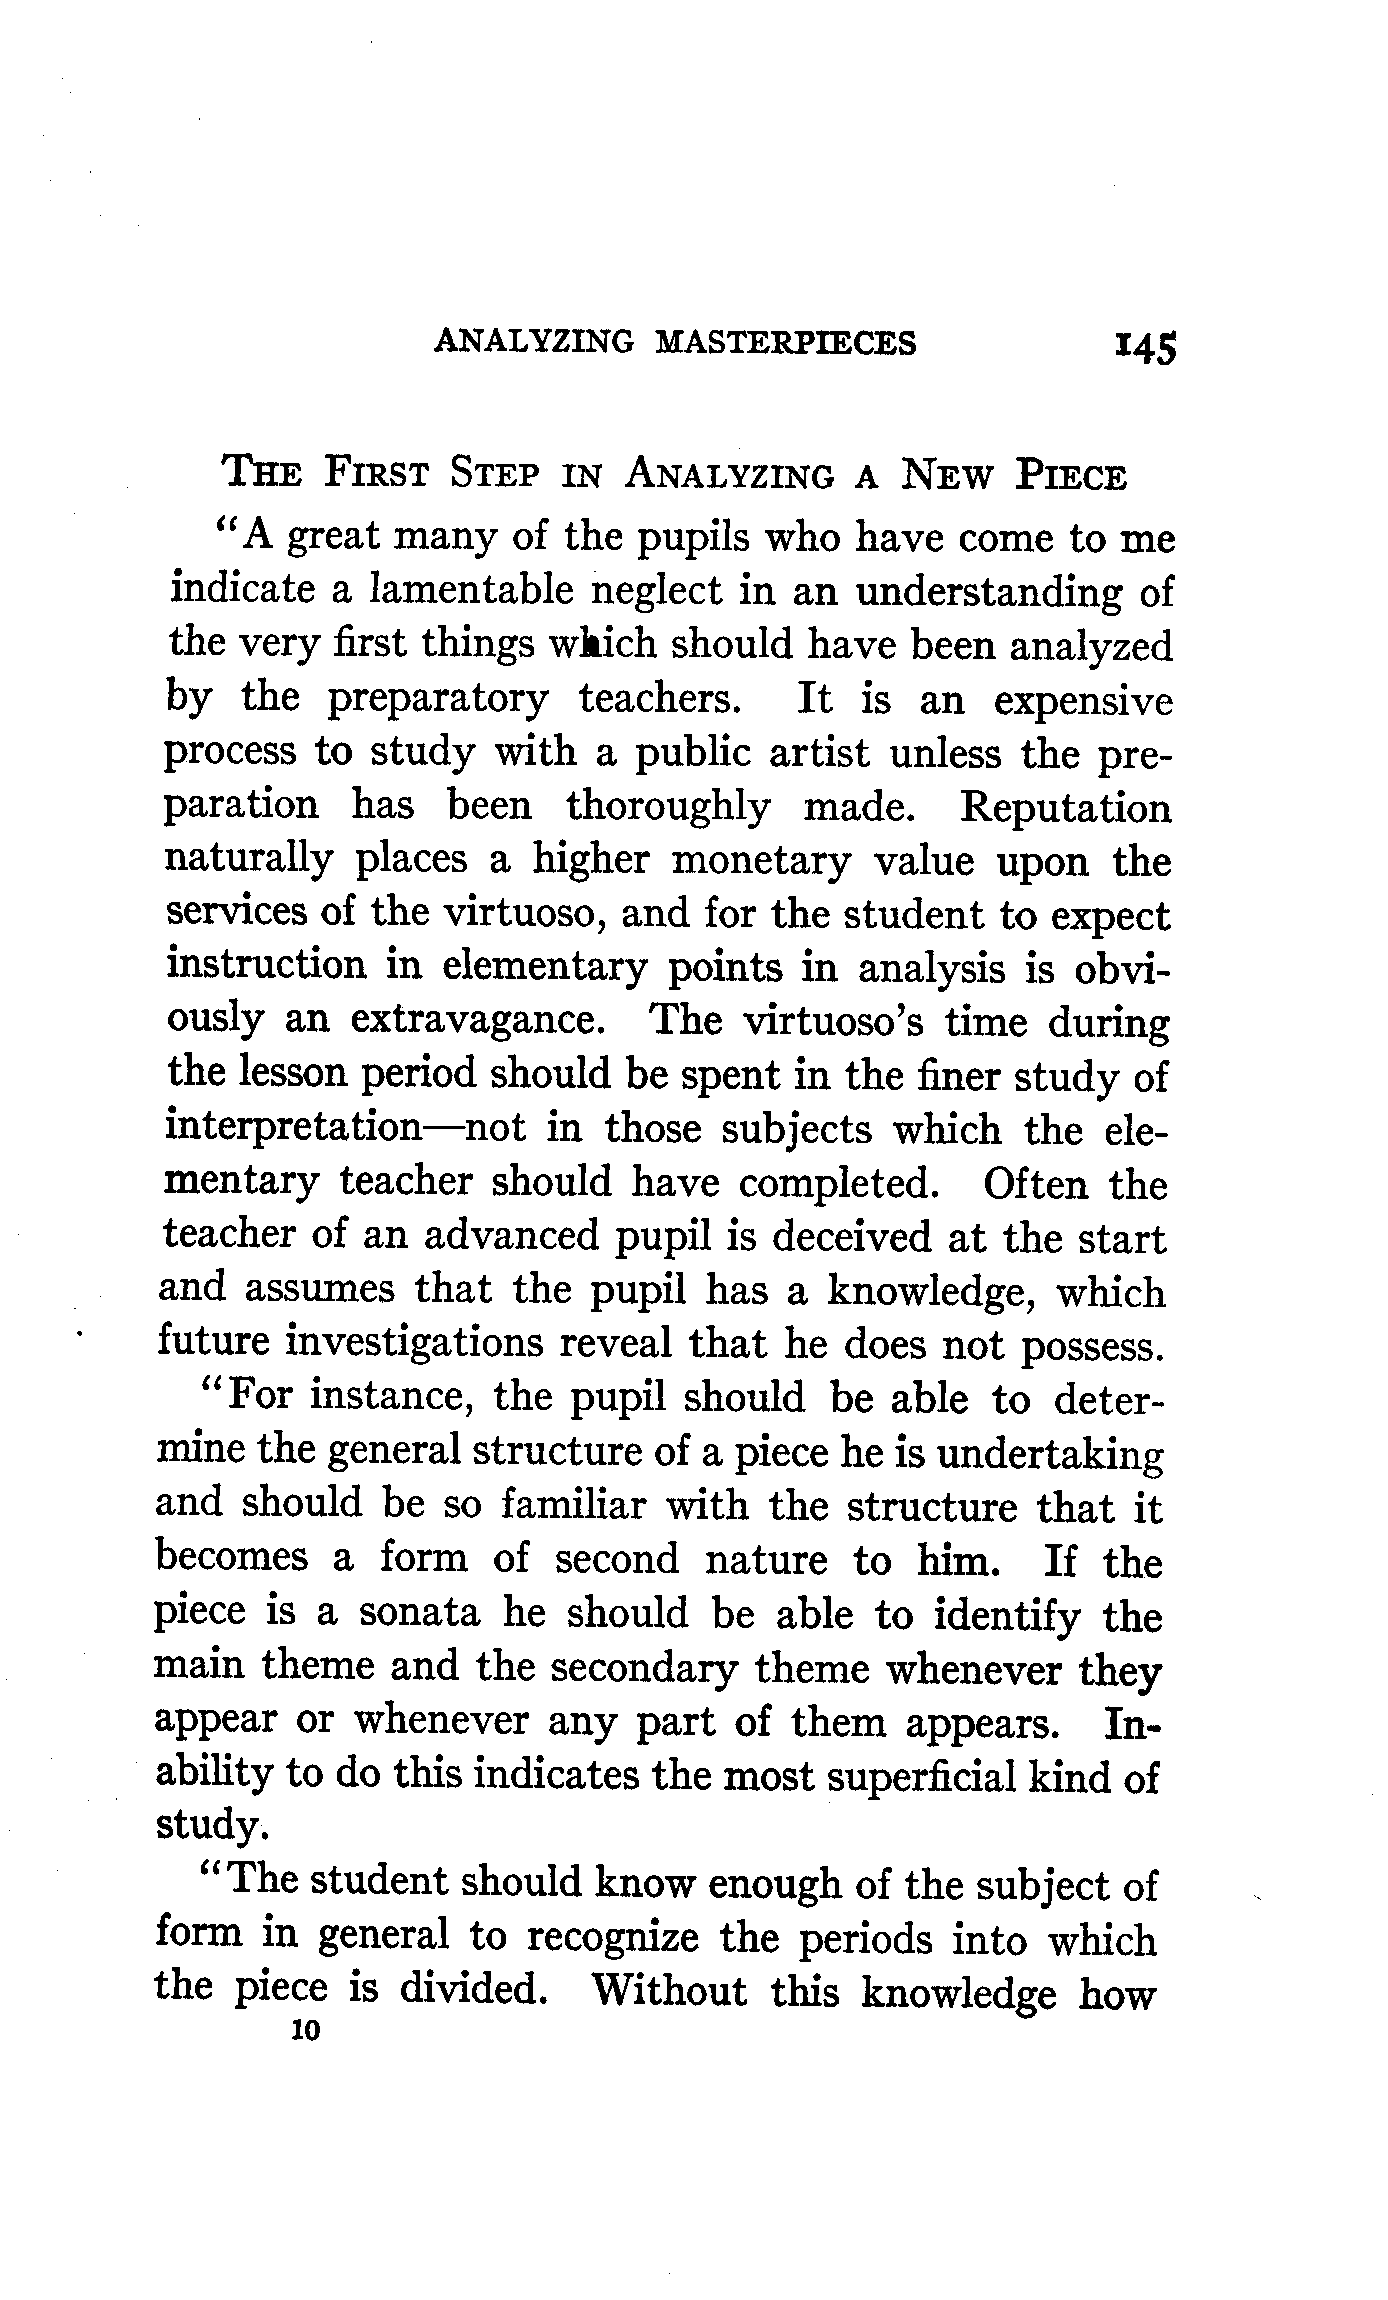 ANALYZING MASTERPIECES 145
THE FIRST STEP IN ANALYZING A NEW PIECE
“A great many of the pupils who have come to me
indicate a lamentable neglect in an understanding of
the very first things which should have been analyzed
by the preparatory teachers. It is an expensive
process to study with a public artist unless the pre-
paration has been thoroughly made. Reputation
naturally places a higher monetary value upon the
services of the virtuoso, and for the student to expect
instruction in elementary points in analysis is obvi-
ously an extravagance. The virtuoso’s time during
the lesson period should be spent in the finer study of
interpretation—not in those subjects which the ele-
mentary teacher should have completed. Often the
teacher of an advanced pupil is deceived at the start
and assumes that the pupil has a knowledge, which
future investigations reveal that he does not possess.
“For instance, the pupil should be able to deter-
mine the general structure of a piece he is undertaking
and should be so familiar with the structure that it
becomes a form of second nature to him. If the
piece is a sonata he should be able to identify the
main theme and the secondary theme whenever they
appear or whenever any part of them appears. In-
ability to do this indicates the most superficial kind of
study.
“The student should know enough of the subject of
form in general to recognize the periods into which
the piece is divided. Without this knowledge how
10